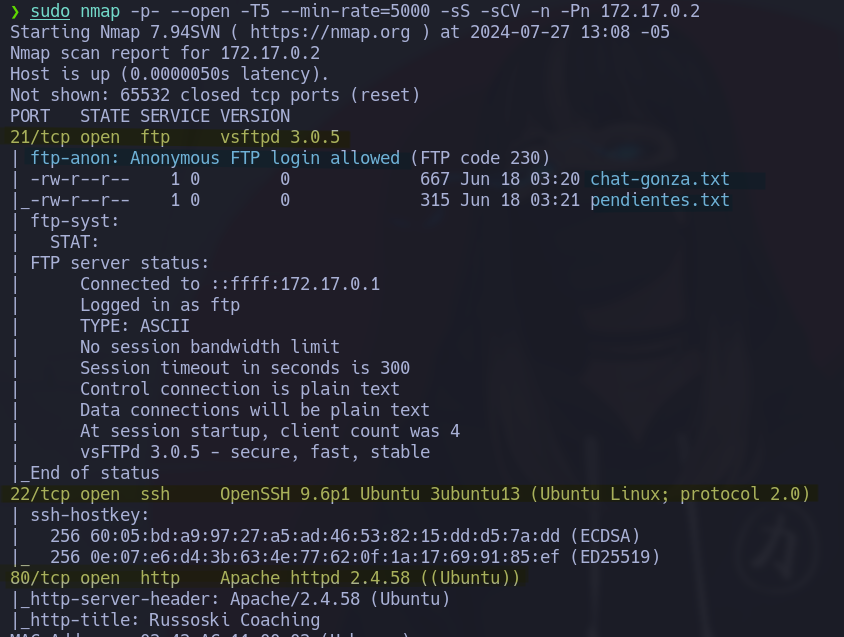 ❯ sudo nmap -p- --open -T5 --min-rate=5000 -sS -sCV -n -Pn 172.17.0.2
Starting Nmap 7.94SVN ( https://nmap.org ) at 2024-07-27 13:08 -05
Nmap scan report for 172.17.0.2
Host is up (0.0000050s latency).
Not shown: 65532 closed tcp ports (reset)
PORT   STATE SERVICE VERSION
21/tcp open  ftp     vsftpd 3.0.5
| ftp-anon: Anonymous FTP login allowed (FTP code 230)
| -rw-r--r--    1 0        0             667 Jun 18 03:20 chat-gonza.txt
|_-rw-r--r--    1 0        0             315 Jun 18 03:21 pendientes.txt
| ftp-syst:
|   STAT:
| FTP server status:
|      Connected to ::ffff:172.17.0.1
|      Logged in as ftp
|      TYPE: ASCII
|      No session bandwidth limit
|      Session timeout in seconds is 300
|      Control connection is plain text
|      Data connections will be plain text
|      At session startup, client count was 4
|      vsFTPd 3.0.5 - secure, fast, stable
|_End of status
22/tcp open  ssh     OpenSSH 9.6p1 Ubuntu 3ubuntu13 (Ubuntu Linux; protocol 2.0)
| ssh-hostkey:
|   256 60:05:bd:a9:97:27:a5:ad:46:53:82:15:dd:d5:7a:dd (ECDSA)
|_  256 0e:07:e6:d4:3b:63:4e:77:62:0f:1a:17:69:91:85:ef (ED25519)
80/tcp open  http    Apache httpd 2.4.58 ((Ubuntu))
|_http-server-header: Apache/2.4.58 (Ubuntu)
|_http-title: Russoski Coaching